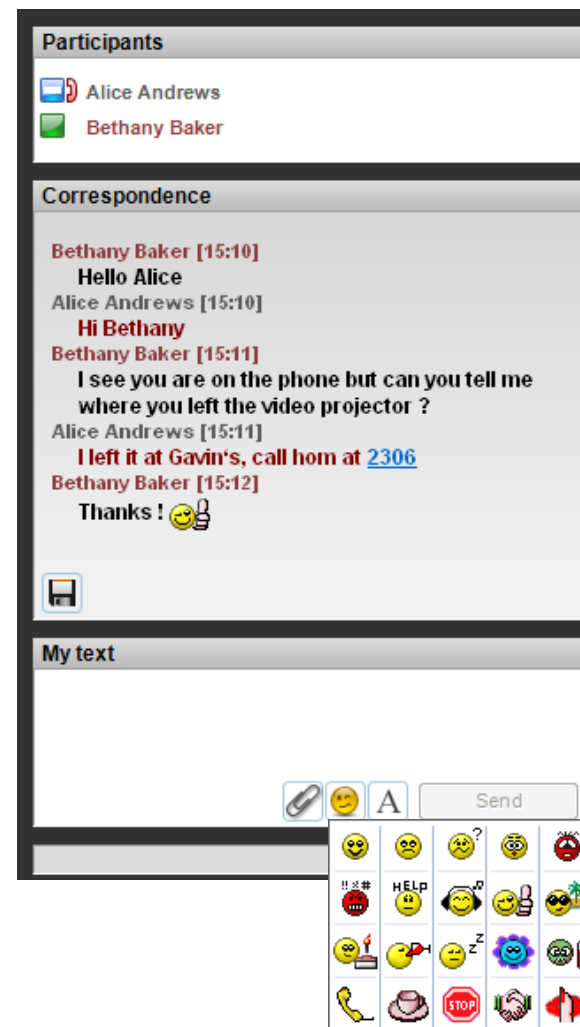 Participants
Alice Andrews
Bethany Baker
Correspondence
Bethany Baker [15:10]
Hello Alice
Alice Andrews [15:10]
Hi Bethany
Bethany Baker [15:11]
I see you are on the phone but can you tell me
where you left the video projector ?
Alice Andrews [15:11]
I left it at Gavin's, call hom at 2306
Bethany Baker [15:12]
Thanks !
My text
A
Send
?
!!%#
HELP
z z
STOP